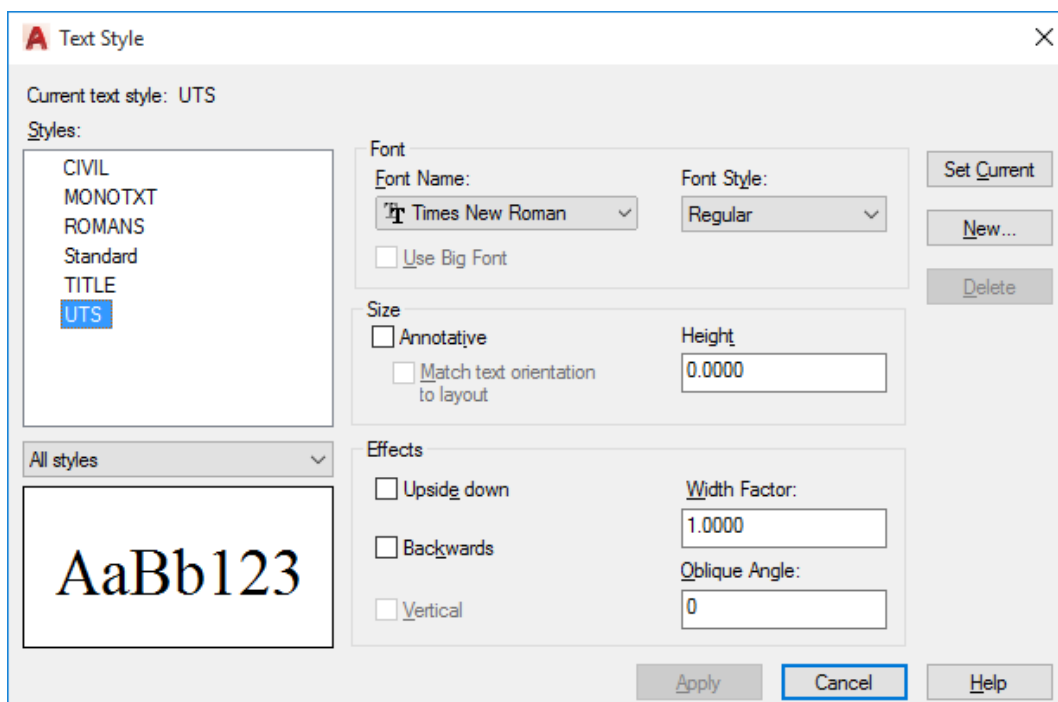 Text Style
Current text style: UTS
Styles:
CIVIL
MONOTXT
ROMANS
Standard
TITLE
UTS
All styles
AaBb123
Font
Font Name:
Font Style:
Times New Roman
Regular
Use Big Font
Size
Annotative
Height
Match text orientation
to layout
0.0000
Effects
Upside down
Width Factor:
1.0000
Backwards
Oblique Angle:
Vertical
0
Set Current
New...
Delete
Apply
Cancel
Help